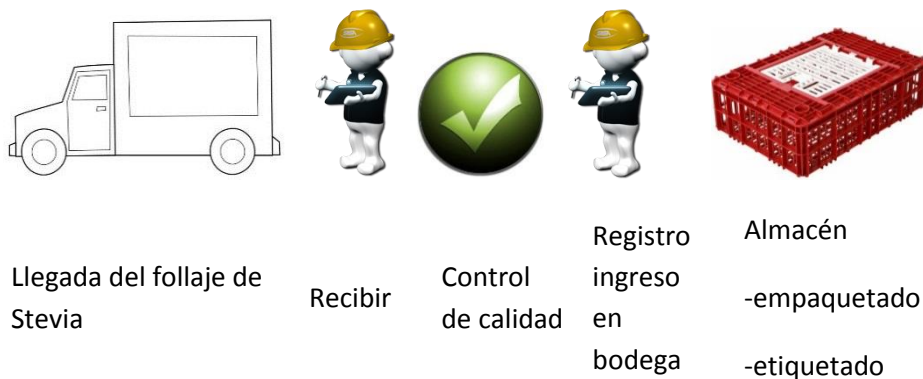 Llegada del follaje de
Stevia
Recibir
Control
de calidad
Registro
ingreso
en
bodega
Almacén
-empaquetado
-etiquetado